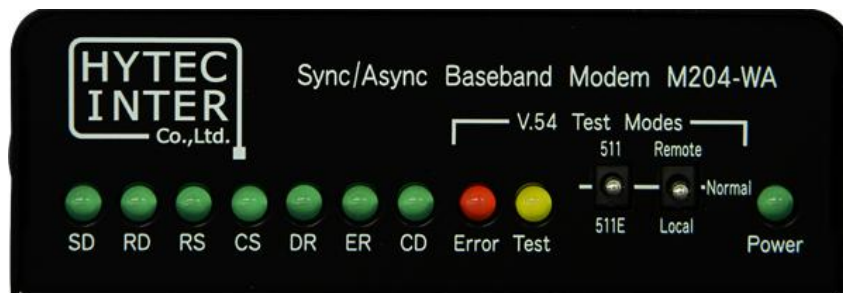 HYTEC
INTER
Co.,Ltd.
Sync/Async Baseband Modem M204-WA
V.54 Test Modes
511 Remote
Normal
511E Local
SD RD RS CS DR ER CD Error Test Power